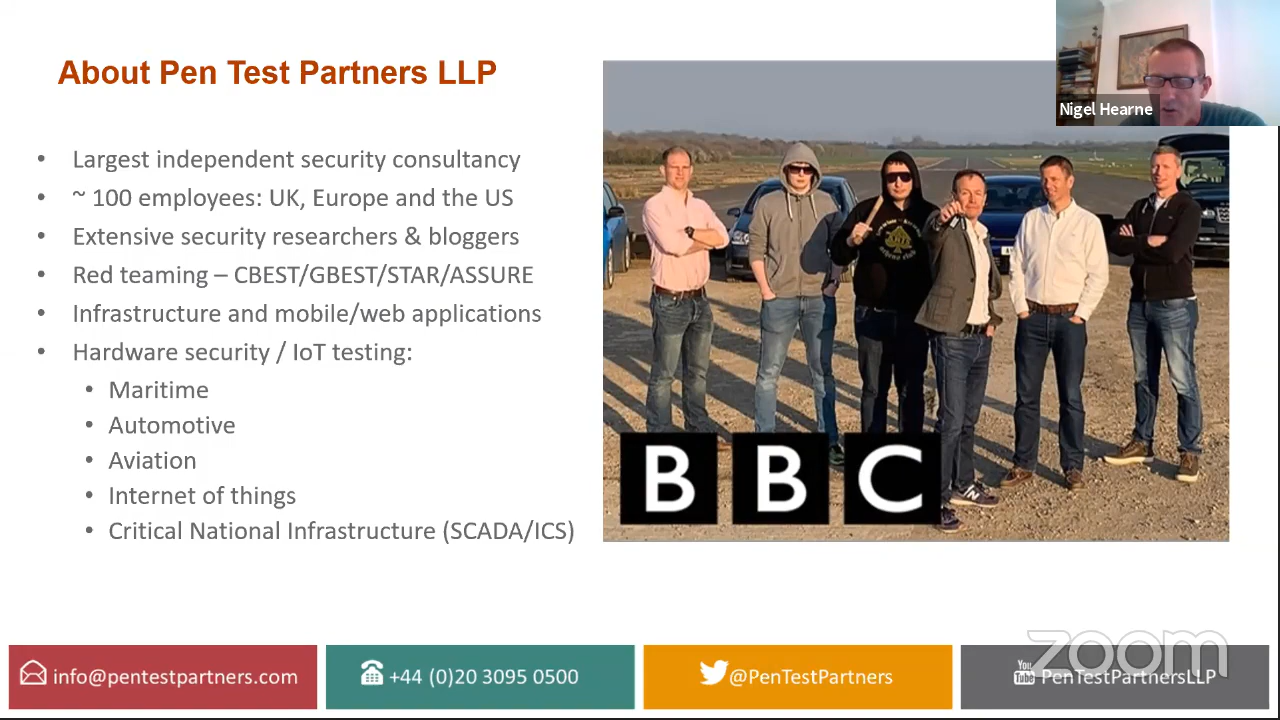 About Pen Test Partners LLP
Nigel Hearne
• Largest independent security consultancy
• ~ 100 employees: UK, Europe and the US
• Extensive security researchers & bloggers
• Red teaming – CBEST/GBEST/STAR/ASSURE
• Infrastructure and mobile/web applications
• Hardware security / IoT testing:
• Maritime
• Automotive
• Aviation
• Internet of things
• Critical National Infrastructure (SCADA/ICS)
BBC
info@pentestpartners.com
+44 (0)20 3095 0500
@PenTestPartners
You
Tube
PenTestPartnersLLP
zoom